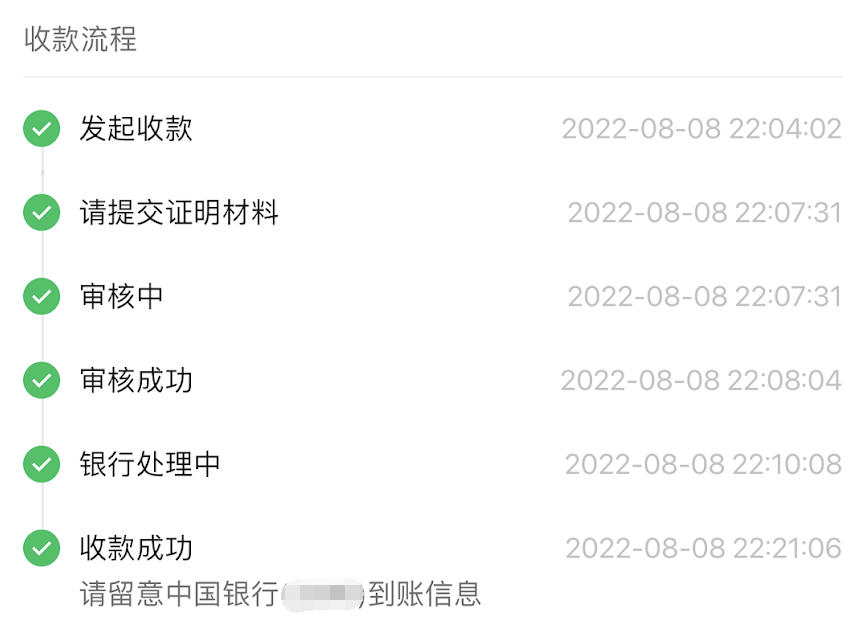 收款流程
发起收款 2022-08-08 22:04:02
请提交证明材料 2022-08-08 22:07:31
审核中 2022-08-08 22:07:31
审核成功 2022-08-08 22:08:04
银行处理中 2022-08-08 22:10:08
收款成功 2022-08-08 22:21:06
请留意中国银行( )到账信息